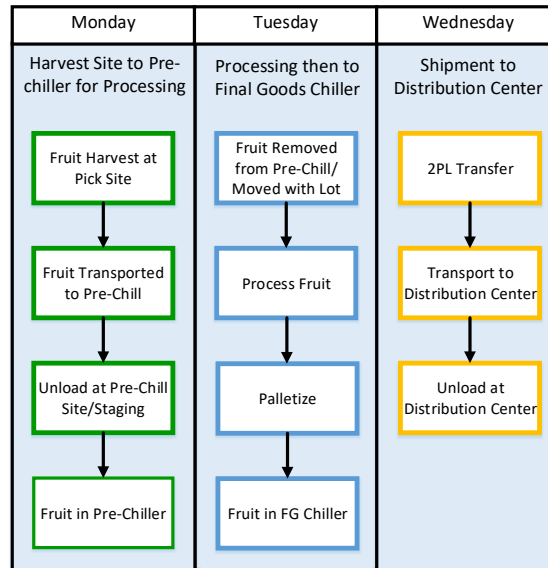 Monday
Tuesday
Wednesday
Harvest Site to Pre-
chiller for Processing
Processing then to
Final Goods Chiller
Shipment to
Distribution Center
Fruit Harvest at
Pick Site
Fruit Transported
to Pre-Chill
Unload at Pre-Chill
Site/Staging
Fruit in Pre-Chiller
Fruit Removed
from Pre-Chill/
Moved with Lot
Process Fruit
Palletize
Fruit in FG Chiller
2PL Transfer
Transport to
Distribution Center
Unload at
Distribution Center